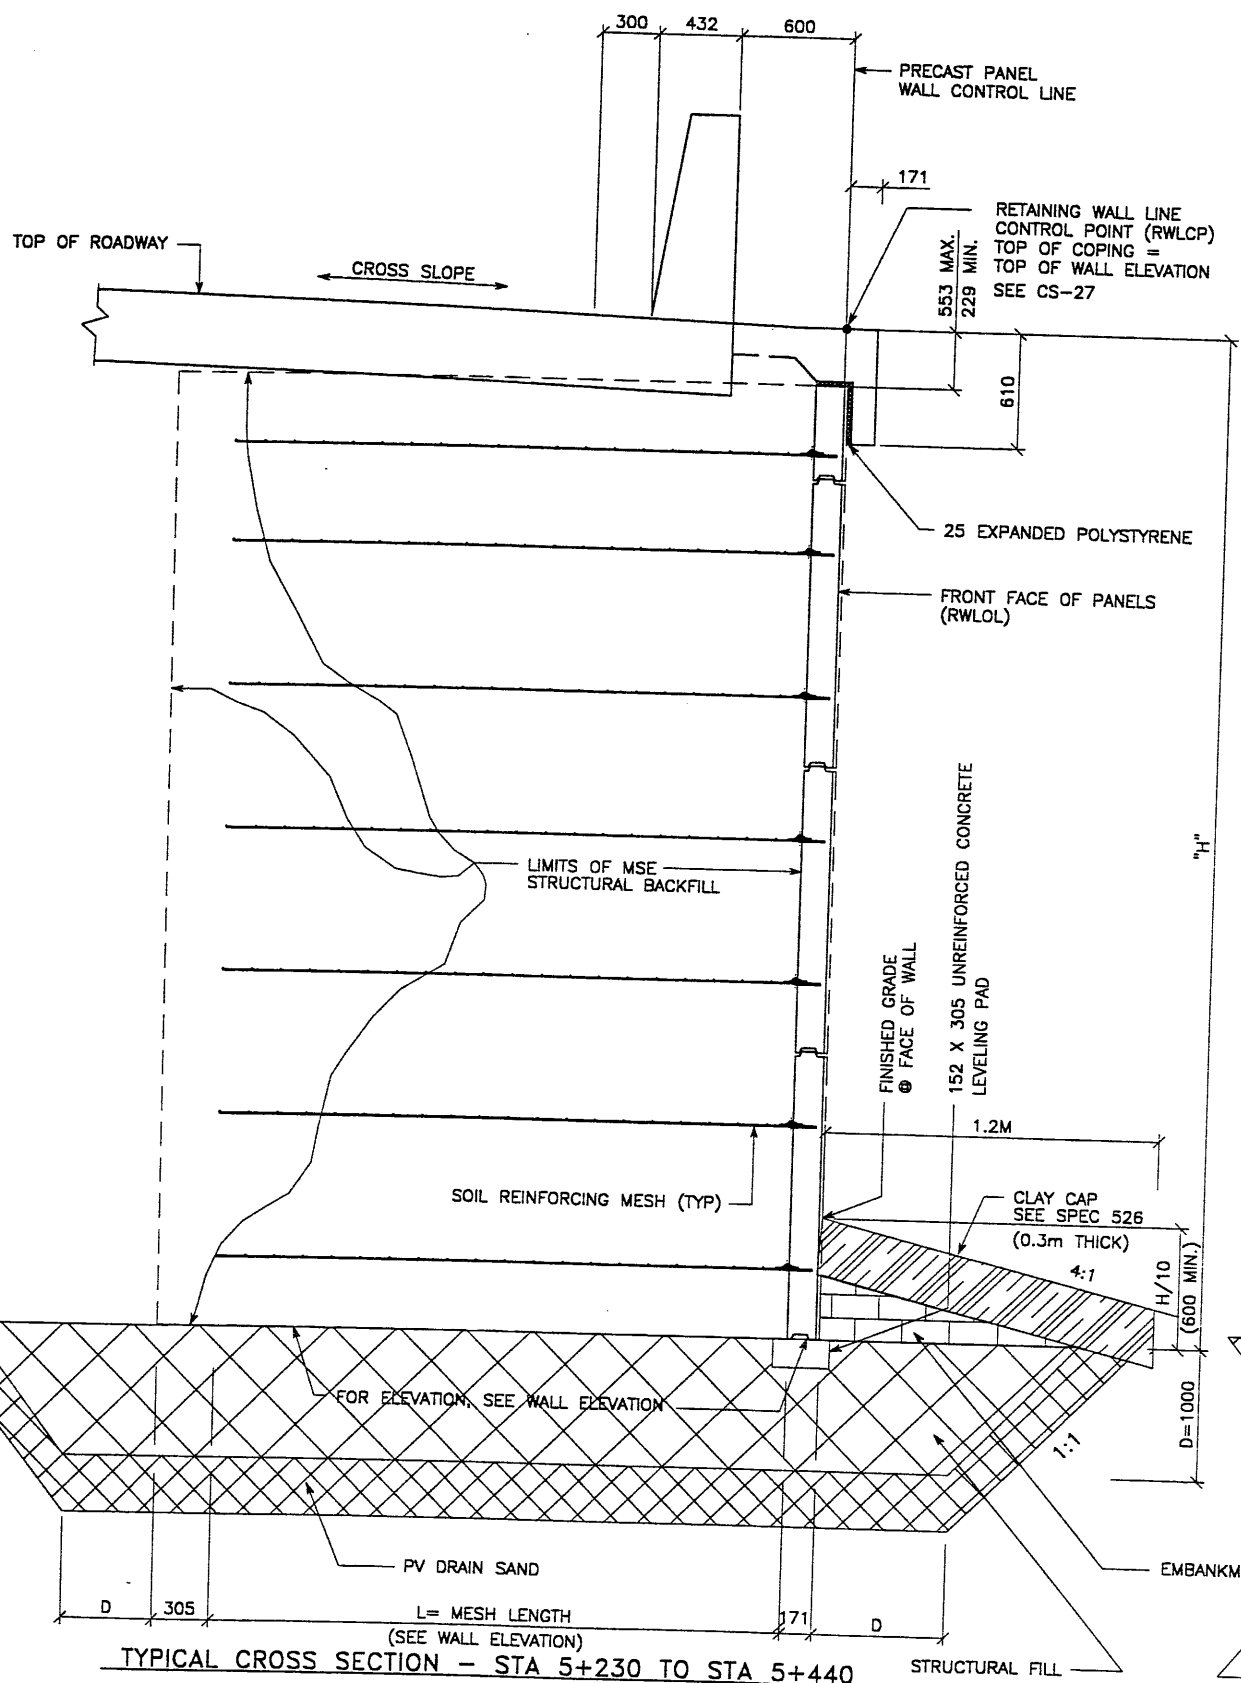 300 432 600
PRECAST PANEL
WALL CONTROL LINE
171
RETAINING WALL LINE
CONTROL POINT (RWLCP)
TOP OF COPING =
TOP OF WALL ELEVATION
SEE CS-27
TOP OF ROADWAY
CROSS SLOPE
553 MAX.
229 MIN.
610
25 EXPANDED POLYSTYRENE
FRONT FACE OF PANELS
(RWLOL)
"H"
LIMITS OF MSE
STRUCTURAL BACKFILL
FINISHED GRADE
@ FACE OF WALL
152 X 305 UNREINFORCED CONCRETE
LEVELING PAD
1.2M
SOIL REINFORCING MESH (TYP)
CLAY CAP
SEE SPEC 526
(0.3m THICK)
4:1
H/10
(600 MIN.)
FOR ELEVATION, SEE WALL ELEVATION
D=1000
1:1
PV DRAIN SAND
EMBANKM
D 305 L= MESH LENGTH 171 D
(SEE WALL ELEVATION)
TYPICAL CROSS SECTION - STA 5+230 TO STA 5+440
STRUCTURAL FILL